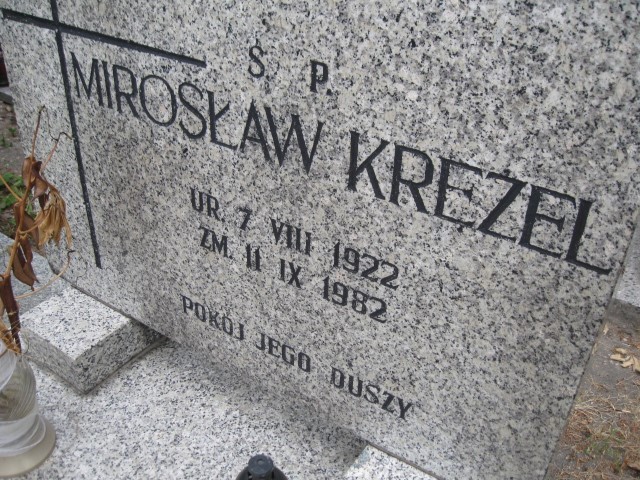 Ś. P.
MIROSŁAW KRĘŻEL
UR. 7 VIII 1922
ZM. 11 IX 1982
POKÓJ JEGO DUSZY